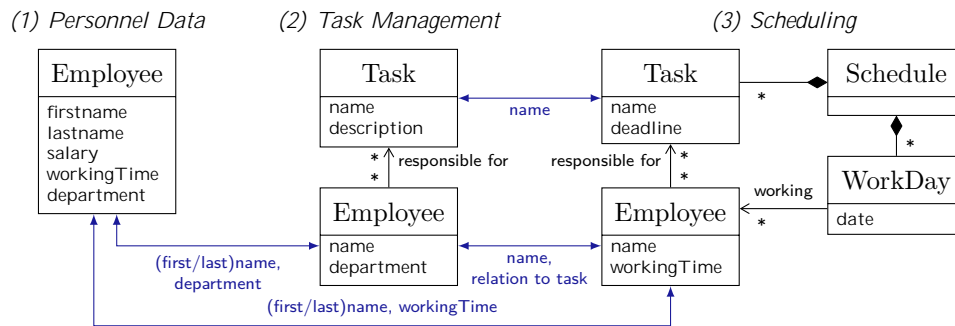 (1) Personnel Data
(2) Task Management
(3) Scheduling
Employee
firstname
lastname
salary
workingTime
department
Task
name
description
name
Task
name
deadline
*
Schedule
*
*
responsible for
*
responsible for
*
*
Employee
name
department
Employee
name
workingTime
working
*
WorkDay
date
(first/last)name,
department
name,
relation to task
(first/last)name, workingTime